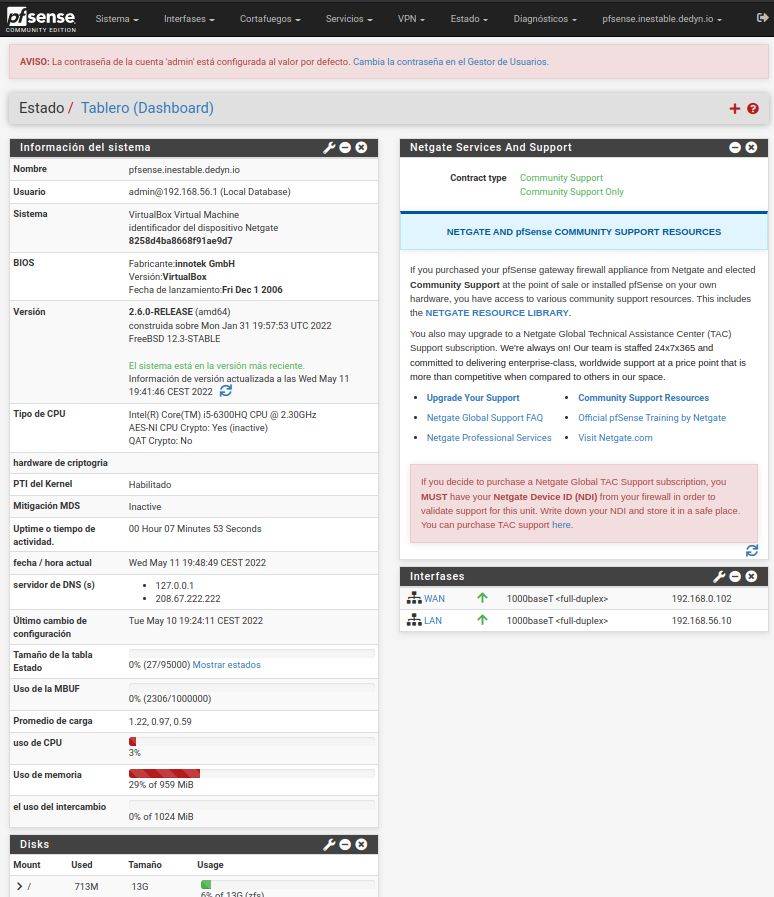 pfsense
COMMUNITY EDITION
Sistema
Interfases
Cortafuegos
Servicios
VPN
Estado
Diagnósticos
pfsense.inestable.dedyn.io
AVISO: La contraseña de la cuenta 'admin' está configurada al valor por defecto. Cambia la contraseña en el Gestor de Usuarios.
Estado / Tablero (Dashboard)
Información del sistema
Nombre pfsense.inestable.dedyn.io
Usuario admin@192.168.56.1 (Local Database)
Sistema VirtualBox Virtual Machine
identificador del dispositivo Netgate
8258d4ba8668f91ae9d7
BIOS Fabricante:innotek GmbH
Versión:VirtualBox
Fecha de lanzamiento:Fri Dec 1 2006
Versión 2.6.0-RELEASE (amd64)
construida sobre Mon Jan 31 19:57:53 UTC 2022
FreeBSD 12.3-STABLE
El sistema está en la versión más reciente.
Información de versión actualizada a las Wed May 11
19:41:46 CEST 2022
Tipo de CPU Intel(R) Core(TM) i5-6300HQ CPU @ 2.30GHz
AES-NI CPU Crypto: Yes (inactive)
QAT Crypto: No
hardware de criptogria
PTI del Kernel Habilitado
Mitigación MDS Inactive
Uptime o tiempo de 00 Hour 07 Minutes 53 Seconds
actividad.
fecha / hora actual Wed May 11 19:48:49 CEST 2022
servidor de DNS (s) 127.0.0.1
208.67.222.222
Último cambio de Tue May 10 19:24:11 CEST 2022
configuración
Tamaño de la tabla
Estado 0% (27/95000) Mostrar estados
Uso de la MBUF
0% (2306/1000000)
Promedio de carga 1.22, 0.97, 0.59
uso de CPU
3%
Uso de memoria
29% of 959 MiB
el uso del intercambio
0% of 1024 MiB
Disks
Mount Used Tamaño Usage
/ 713M 13G
6% of 13G (zfs)
Netgate Services And Support
Contract type Community Support
Community Support Only
NETGATE AND pfSense COMMUNITY SUPPORT RESOURCES
If you purchased your pfSense gateway firewall appliance from Netgate and elected
Community Support at the point of sale or installed pfSense on your own
hardware, you have access to various community support resources. This includes
the NETGATE RESOURCE LIBRARY.
You also may upgrade to a Netgate Global Technical Assistance Center (TAC)
Support subscription. We're always on! Our team is staffed 24x7x365 and
committed to delivering enterprise-class, worldwide support at a price point that is
more than competitive when compared to others in our space.
Upgrade Your Support
Community Support Resources
Netgate Global Support FAQ
Official pfSense Training by Netgate
Netgate Professional Services
Visit Netgate.com
If you decide to purchase a Netgate Global TAC Support subscription, you
MUST have your Netgate Device ID (NDI) from your firewall in order to
validate support for this unit. Write down your NDI and store it in a safe place.
You can purchase TAC support here.
Interfases
WAN 1000baseT <full-duplex> 192.168.0.102
LAN 1000baseT <full-duplex> 192.168.56.10